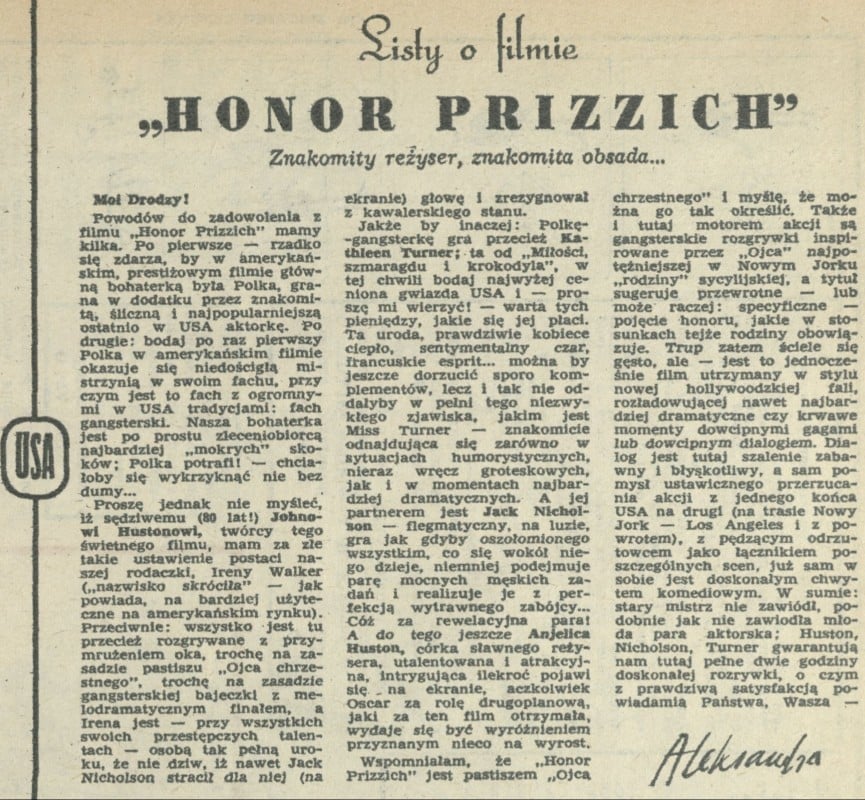 Listy o filmie
„HONOR PRIZZICH”
Znakomity reżyser, znakomita obsada...
USA
Moi Drodzy!
Powodów do zadowolenia z
filmu „Honor Prizzich” mamy
kilka. Po pierwsze — rzadko
się zdarza, by w amerykań-
skim, prestiżowym filmie głów-
ną bohaterką była Polka, gra-
na w dodatku przez znakomi-
tą, śliczną i najpopularniejszą
ostatnio w USA aktorkę. Po
drugie: bodaj po raz pierwszy
Polka w amerykańskim filmie
okazuje się niedościgłą mi-
strzynią w swoim fachu, przy
czym jest to fach z ogromny-
mi w USA tradycjami: fach
gangsterski. Nasza bohaterka
jest po prostu zleceniobiorcą
najbardziej „mokrych” sko-
ków; Polka potrafi! — chcia-
łoby się wykrzyknąć nie bez
dumy...
Proszę jednak nie myśleć,
iż sędziwemu (80 lat!) Johno-
wi Hustonowi, twórcy tego
świetnego filmu, mam za złe
takie ustawienie postaci na-
szej rodaczki, Ireny Walker
(„nazwisko skróciła” — jak
powiada, na bardziej użyte-
czne na amerykańskim rynku).
Przeciwnie: wszystko jest tu
przecież rozgrywane z przy-
mrużeniem oka, trochę na za-
sadzie pastiszu „Ojca chrze-
stnego”, trochę na zasadzie
gangsterskiej bajeczki z me-
lodramatycznym finałem, a
Irena jest — przy wszystkich
swoich przestępczych talen-
tach — osobą tak pełną uro-
ku, że nie dziw, iż nawet Jack
Nicholson stracił dla niej (na
ekranie) głowę i zrezygnował
z kawalerskiego stanu.
Jakże by inaczej: Polkę-
-gangsterkę gra przecież Ka-
thleen Turner; ta od „Miłości,
szmaragdu i krokodyla”, w
tej chwili bodaj najwyżej ce-
niona gwiazda USA i — pro-
szę mi wierzyć! — warta tych
pieniędzy, jakie się jej płaci.
Ta uroda, prawdziwie kobiece
ciepło, sentymentalny czar,
francuskie esprit... można by
jeszcze dorzucić sporo kom-
plementów, lecz i tak nie od-
dałyby w pełni tego niezwy-
kłego zjawiska, jakim jest
Miss Turner — znakomicie
odnajdująca się zarówno w
sytuacjach humorystycznych,
nieraz wręcz groteskowych,
jak i w momentach najbar-
dziej dramatycznych. A jej
partnerem jest Jack Nichol-
son — flegmatyczny, na luzie,
gra jak gdyby oszołomionego
wszystkim, co się wokół nie-
go dzieje, niemniej podejmuje
parę mocnych męskich za-
dań i realizuje je z per-
fekcją wytrawnego zabójcy...
Cóż za rewelacyjna para!
A do tego jeszcze Anjelica
Huston, córka sławnego reży-
sera, utalentowana i atrakcyj-
na, intrygująca ilekroć pojawi
się na ekranie, aczkolwiek
Oscar za rolę drugoplanową,
jaki za ten film otrzymała,
wydaje się być wyróżnieniem
przyznanym nieco na wyrost.
Wspomniałam, że „Honor
Prizzich” jest pastiszem „Ojca
chrzestnego” i myślę, że mo-
żna go tak określić. Także
i tutaj motorem akcji są
gangsterskie rozgrywki inspi-
rowane przez „Ojca” najpo-
tężniejszej w Nowym Jorku
„rodziny” sycylijskiej, a tytuł
sugeruje przewrotne — lub
może raczej: specyficzne —
pojęcie honoru, jakie w sto-
sunkach tejże rodziny obowią-
zuje. Trup zatem ściele się
gęsto, ale — jest to jednocze-
śnie film utrzymany w stylu
nowej hollywoodzkiej fali,
rozładowującej nawet najbar-
dziej dramatyczne czy krwawe
momenty dowcipnymi gagami
lub dowcipnym dialogiem. Dia-
log jest tutaj szalenie zaba-
wny i błyskotliwy, a sam po-
mysł ustawicznego przerzuca-
nia akcji z jednego końca
USA na drugi (na trasie Nowy
Jork — Los Angeles i z po-
wrotem), z pędzącym odrzu-
towcem jako łącznikiem po-
szczególnych scen, już sam w
sobie jest doskonałym chwy-
tem komediowym. W sumie:
stary mistrz nie zawiódł, po-
dobnie jak nie zawiodła mło-
da para aktorska; Huston,
Nicholson, Turner gwarantują
nam tutaj pełne dwie godziny
doskonałej rozrywki, o czym
z prawdziwą satysfakcją po-
wiadamia Państwa, Wasza —
Aleksandra